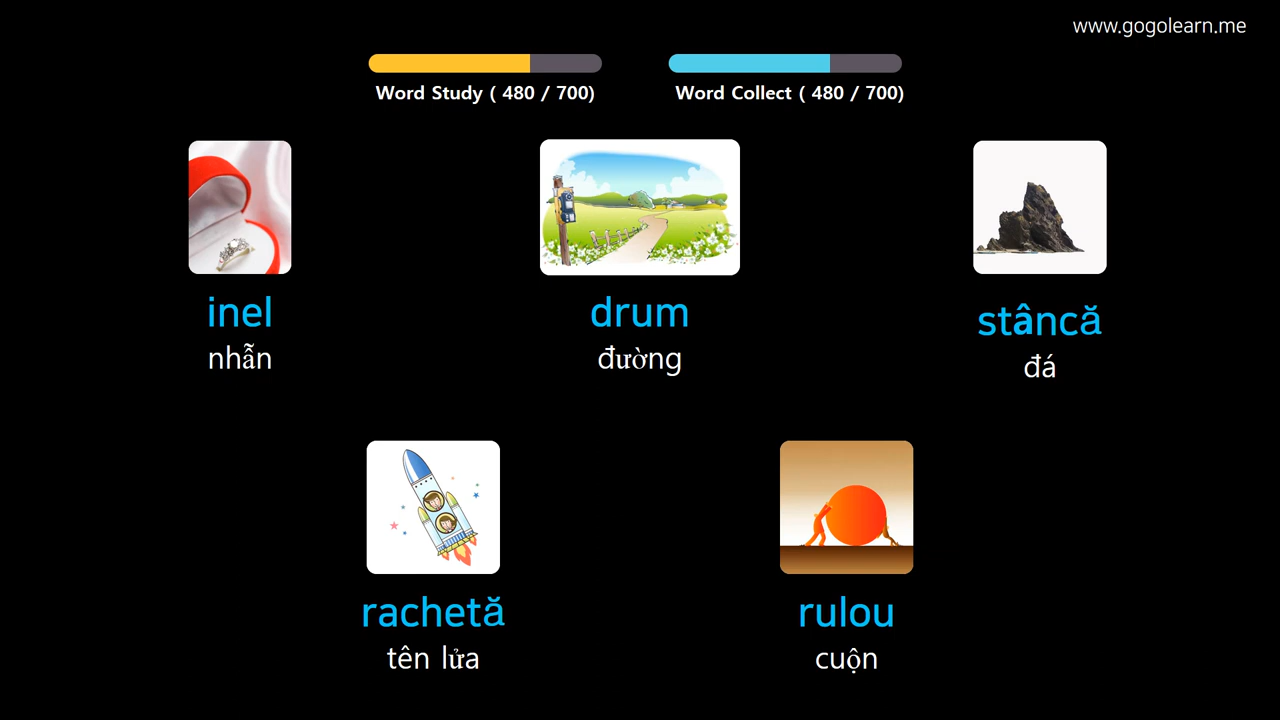 www.gogolearn.me
Word Study ( 480 / 700)
Word Collect ( 480 / 700)
inel
nhẫn
drum
đường
stâncă
đá
rachetă
tên lửa
rulou
cuộn